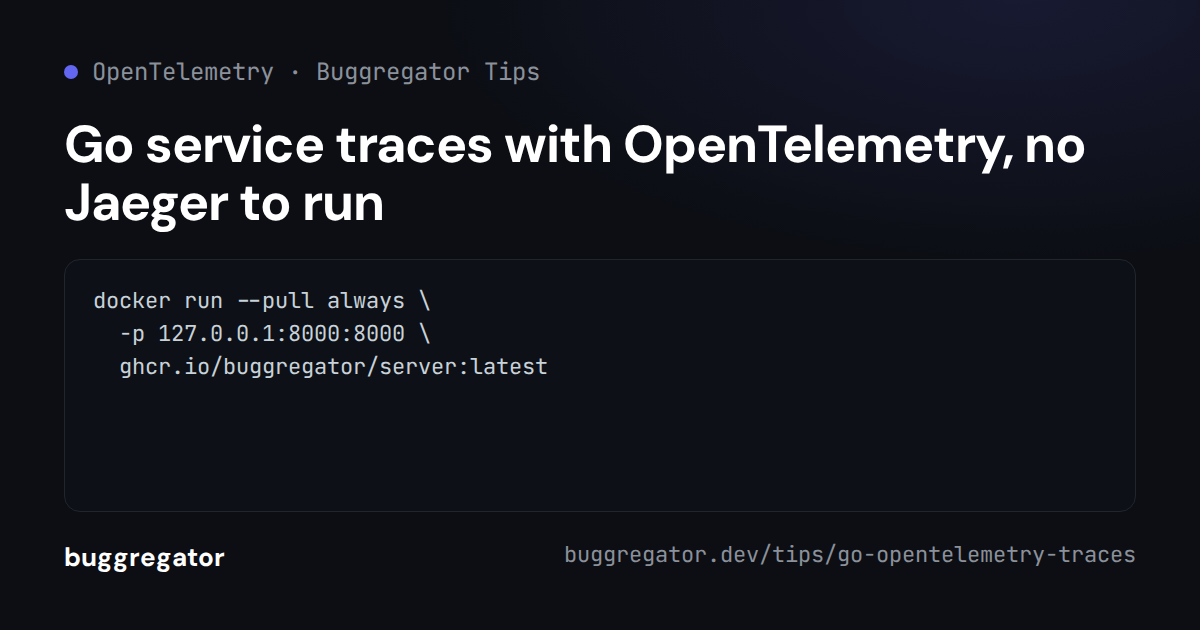 OpenTelemetry · Buggregator Tips
Go service traces with OpenTelemetry, no
Jaeger to run
docker run --pull always \
-p 127.0.0.1:8000:8000 \
ghcr.io/buggregator/server:latest
buggregator
buggregator.dev/tips/go-opentelemetry-traces